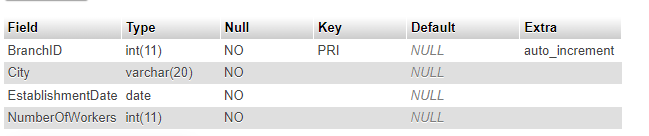 Field Type Null Key Default Extra
BranchID int(11) NO PRI NULL auto_increment
City varchar(20) NO NULL
EstablishmentDate date NO NULL
NumberOfWorkers int(11) NO NULL